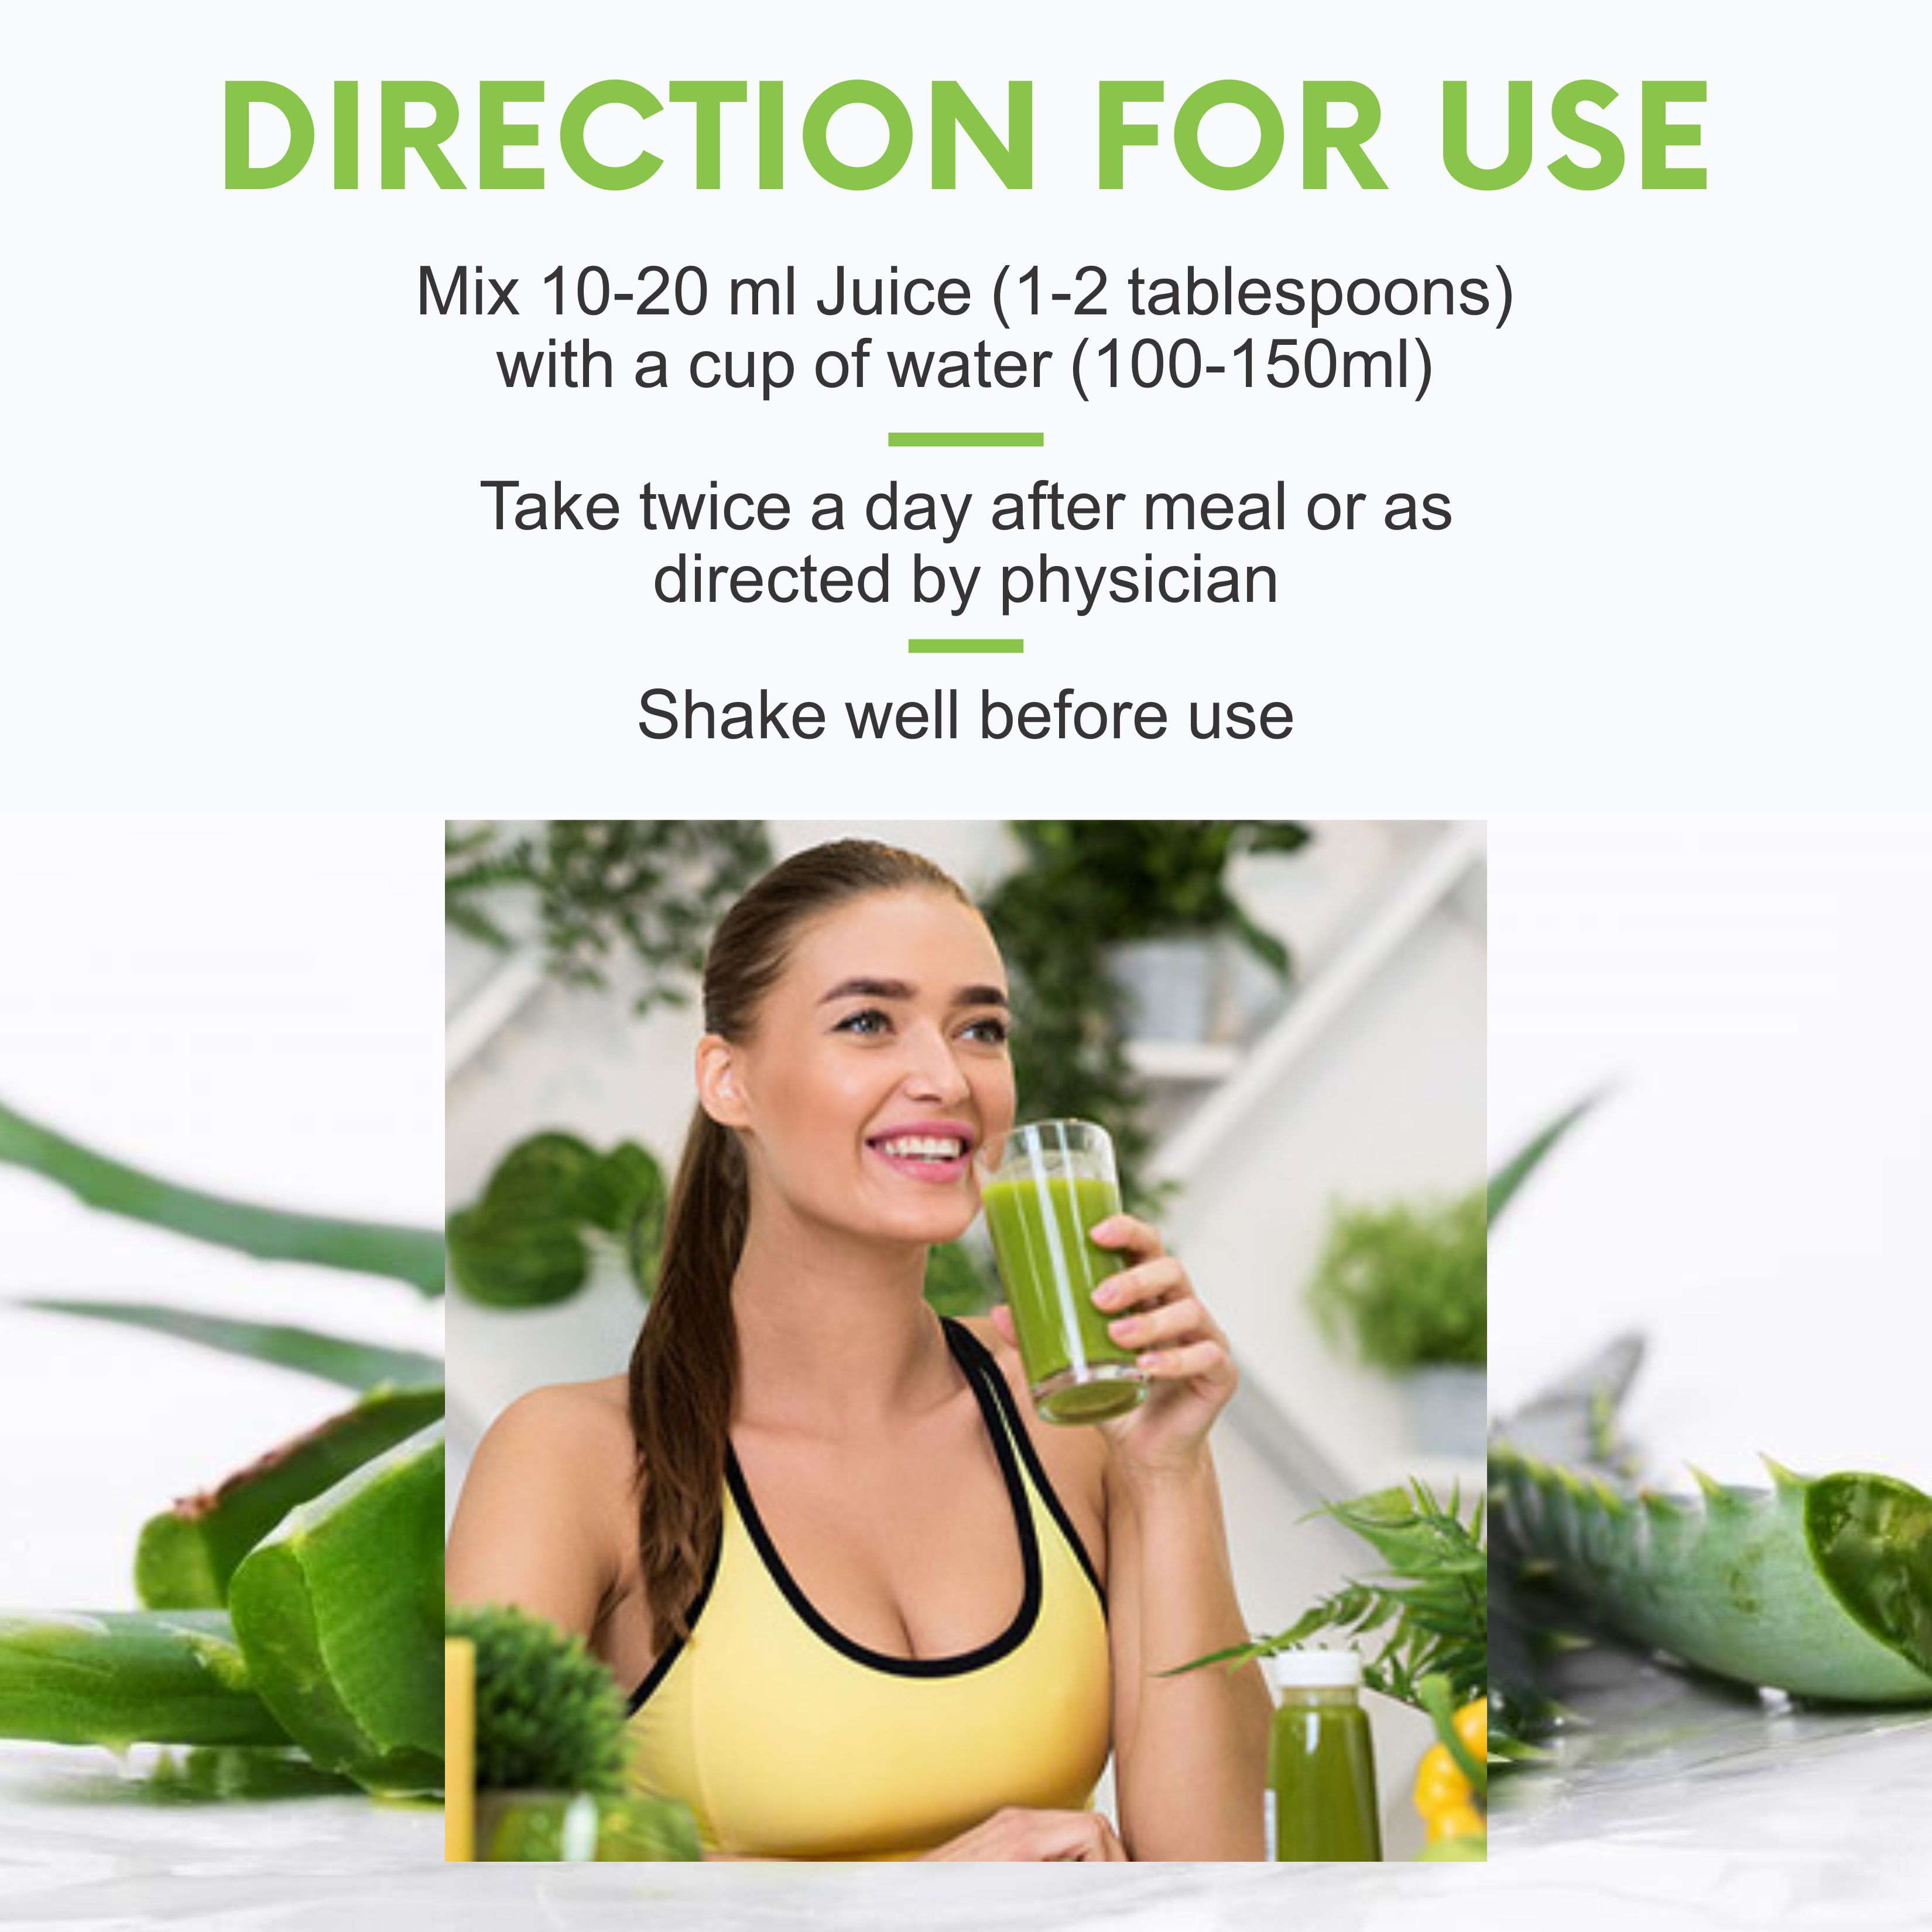 DIRECTION FOR USE
Mix 10-20 ml Juice (1-2 tablespoons)
with a cup of water (100-150ml)
Take twice a day after meal or as
directed by physician
Shake well before use